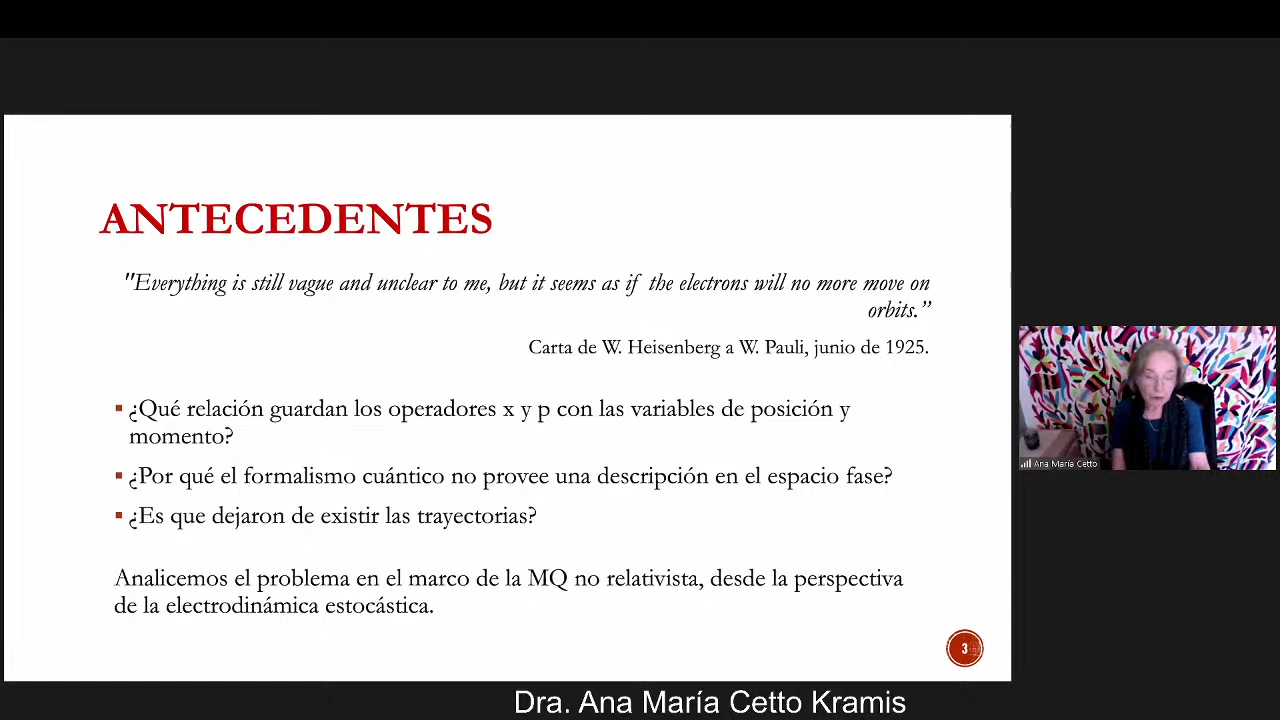 ANTECEDENTES
"Everything is still vague and unclear to me, but it seems as if the electrons will no more move on
orbits.”
Carta de W. Heisenberg a W. Pauli, junio de 1925.
▪ ¿Qué relación guardan los operadores x y p con las variables de posición y
momento?
▪ ¿Por qué el formalismo cuántico no provee una descripción en el espacio fase?
▪ ¿Es que dejaron de existir las trayectorias?
Analicemos el problema en el marco de la MQ no relativista, desde la perspectiva
de la electrodinámica estocástica.
3
Ana María Cetto
Dra. Ana María Cetto Kramis